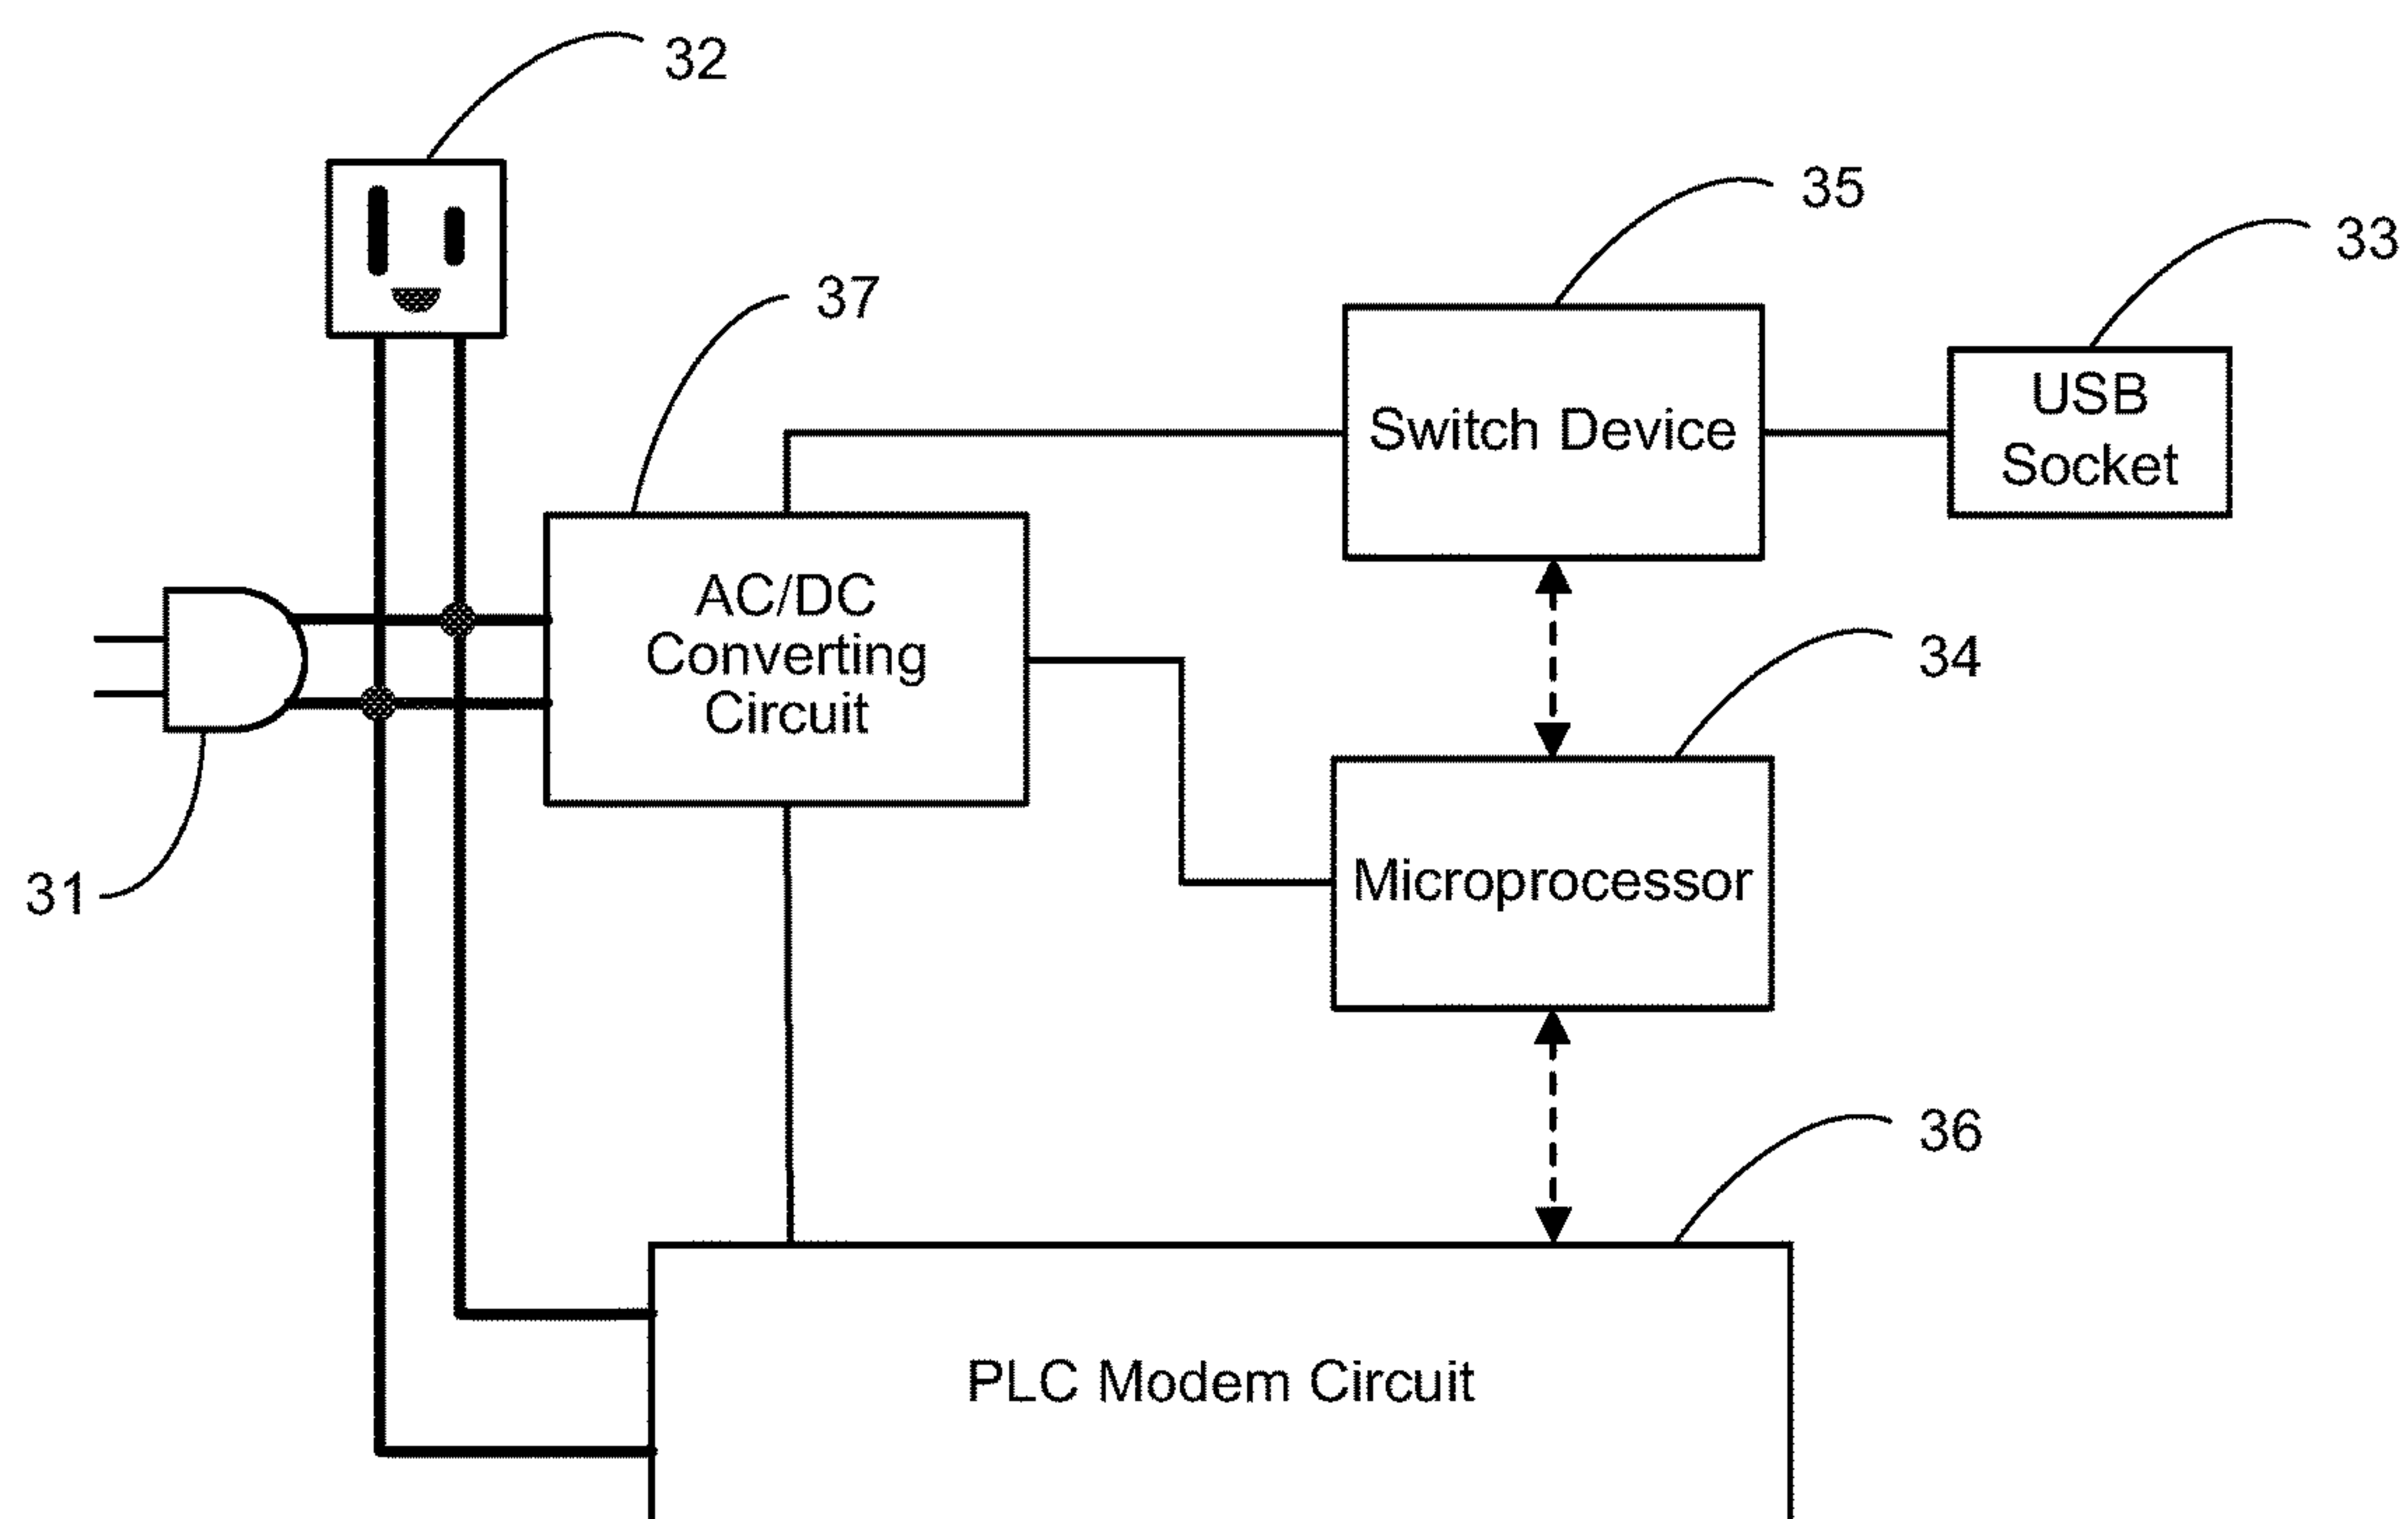 32
35
33
37
USB
Socket
Switch Device
AC/DC
Converting
Circuit
34
31
Microprocessor
36
PLC Modem Circuit